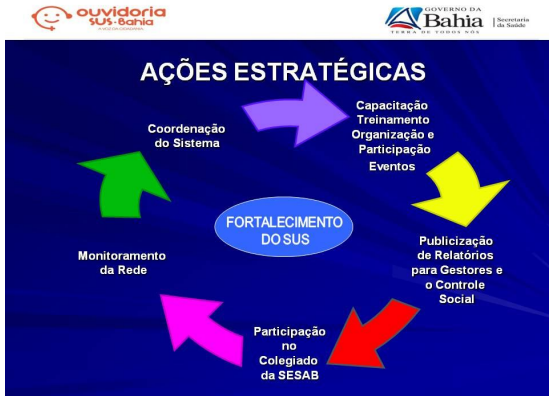 ouvidoria
SUS-Bahia
GOVERNO DA
Bahia
TERRA DE TODOS NÓS
Secretaria
da Saúde
AÇÕES ESTRATÉGICAS
Coordenação
do Sistema
Capacitação
Treinamento
Organização e
Participação
Eventos
Publicização
de Relatórios
para Gestores e
o Controle
Social
Participação
no
Colegiado
da SESAB
Monitoramento
da Rede
FORTALECIMENTO
DO SUS